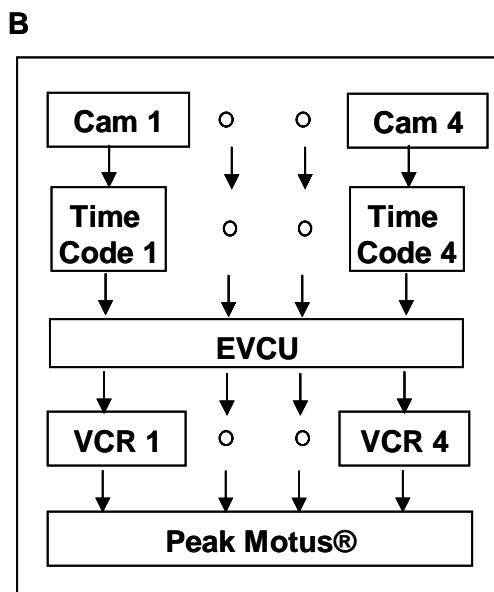 B
Cam 1
Cam 4
Time
Code 1
Time
Code 4
EVCU
VCR 1
VCR 4
Peak Motus®